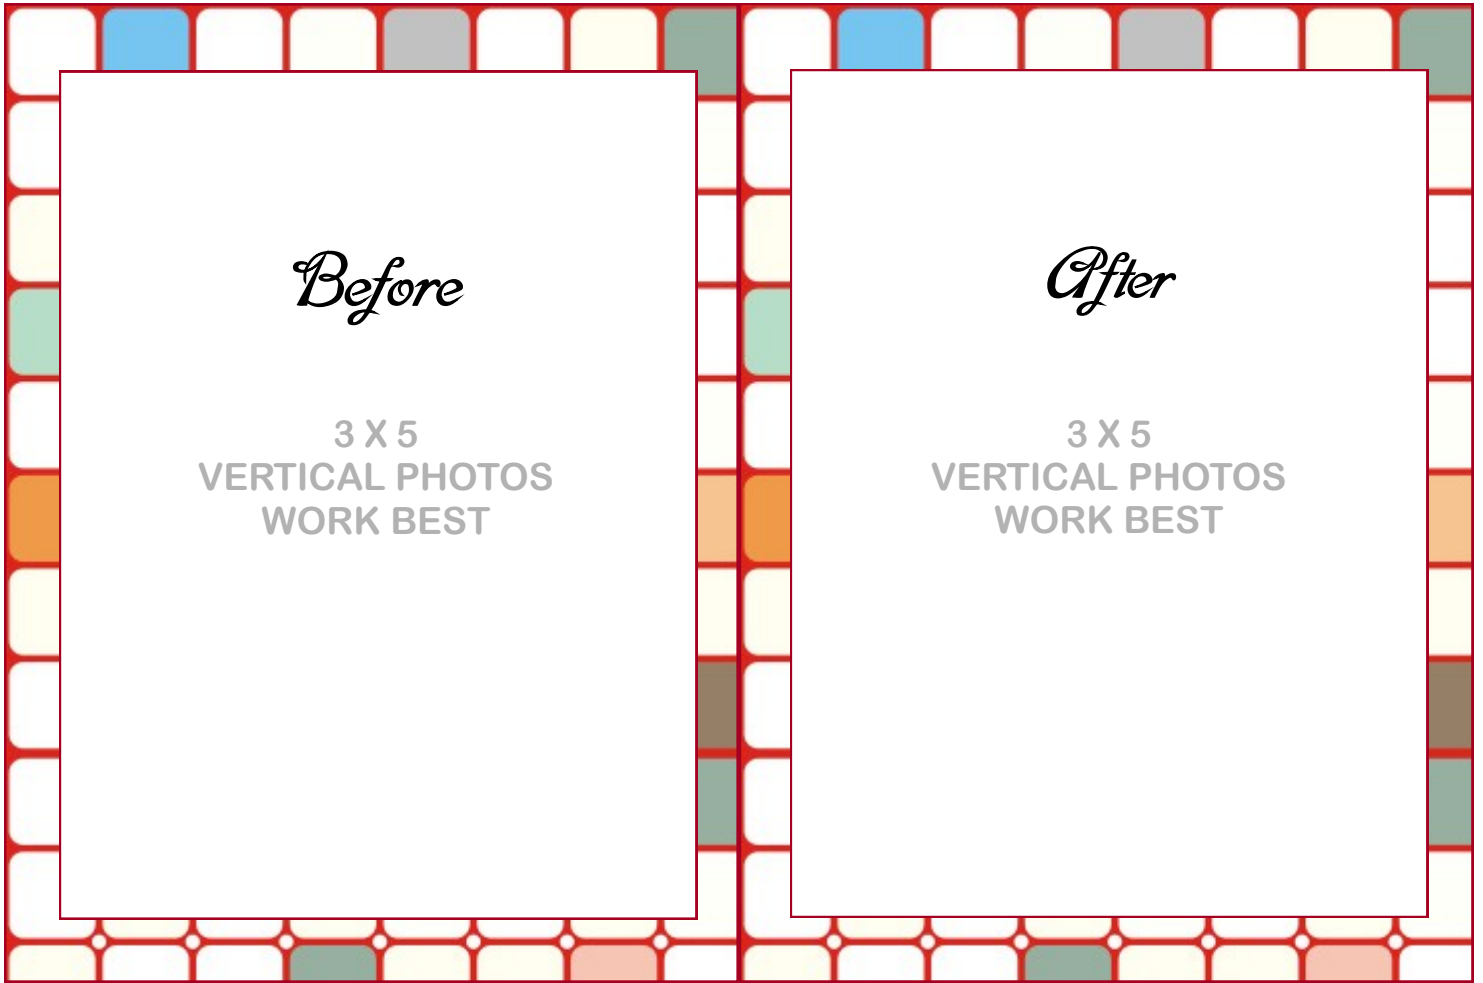 Before
3 X 5
VERTICAL PHOTOS
WORK BEST
After
3 X 5
VERTICAL PHOTOS
WORK BEST